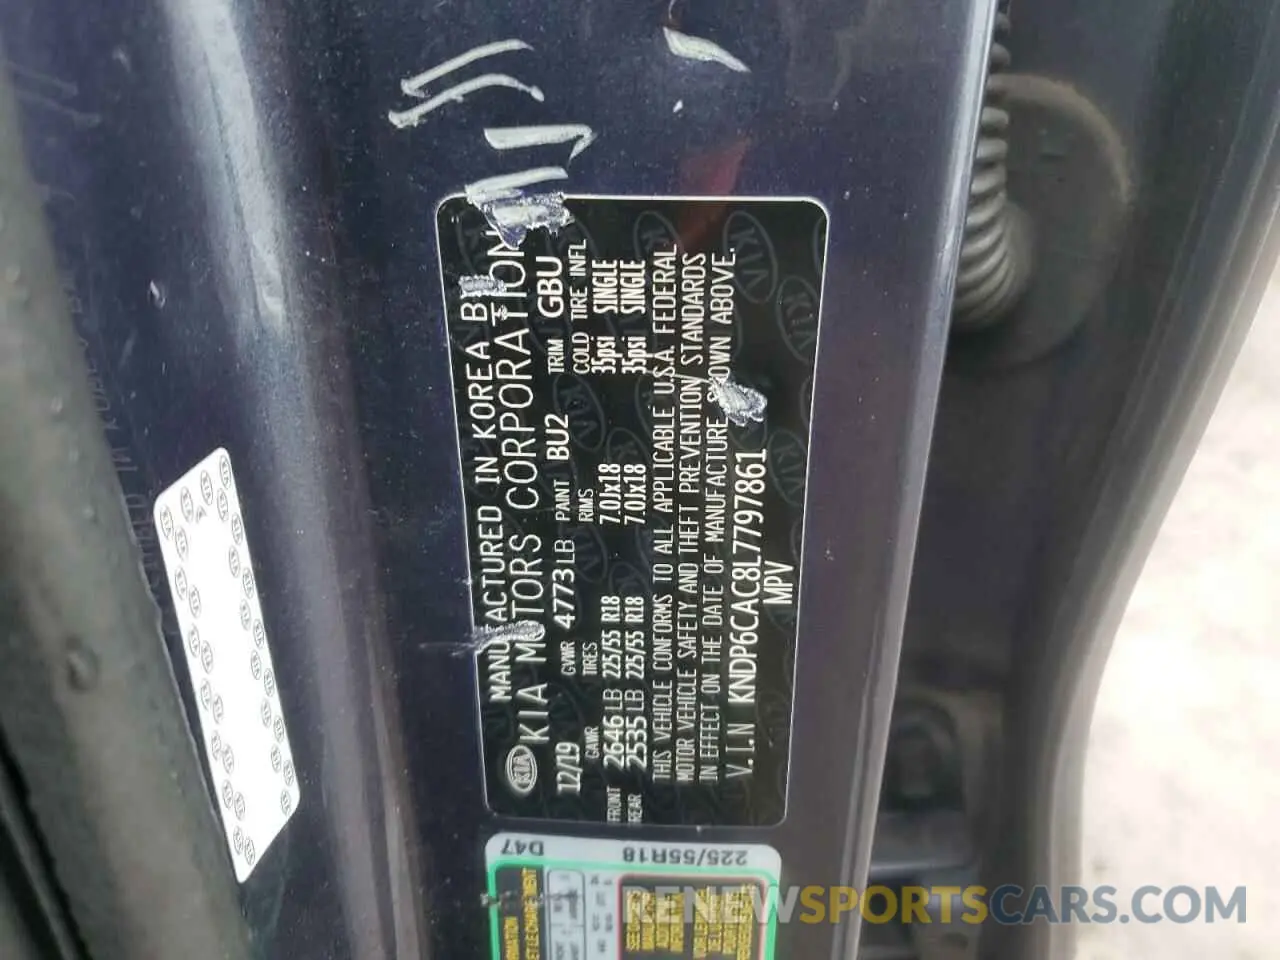 MANUFACTURED IN KOREA BY
KIA MOTORS CORPORATION
12/19 GVWR 4773LB PAINT BU2 TRIM GBU
GAWR TIRES RIMS COLD TIRE INFL
FRONT 2646LB 225/55 R18 7.0Jx18 35psi SINGLE
REAR 2535LB 225/55 R18 7.0Jx18 35psi SINGLE
THIS VEHICLE CONFORMS TO ALL APPLICABLE U.S.A. FEDERAL
MOTOR VEHICLE SAFETY AND THEFT PREVENTION STANDARDS
IN EFFECT ON THE DATE OF MANUFACTURE SHOWN ABOVE.
V.I.N KNDP6CAC8L7797861
MPV
KIA
D47 225/55R18
RENEWSPORTSCARS.COM